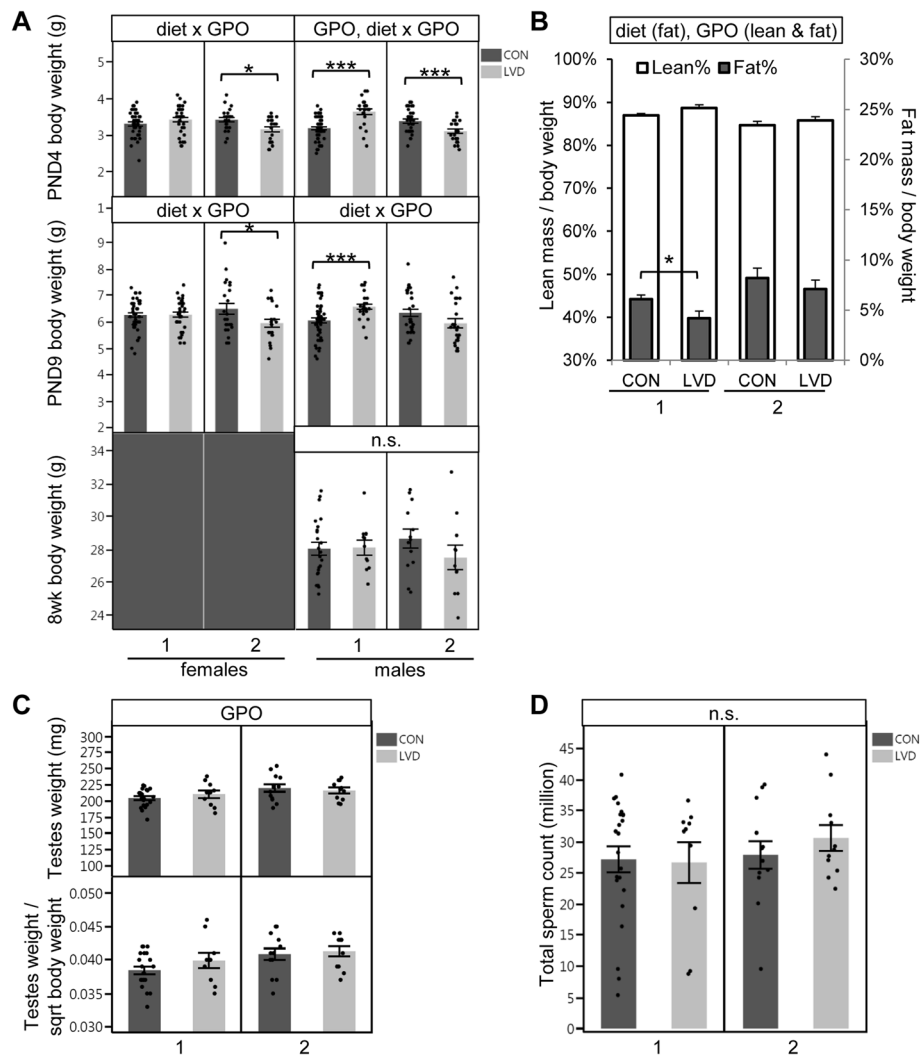 A
diet x GPO
GPO, diet x GPO
PND4 body weight (g)
5
4
3
2
1
*
***
***
CON
LVD
diet x GPO
diet x GPO
PND9 body weight (g)
9
8
7
6
5
4
3
2
*
***
n.s.
8wk body weight (g)
34
32
30
28
26
24
1
2
1
2
females
males
B
diet (fat), GPO (lean & fat)
Lean%
Fat%
Lean mass / body weight
100%
90%
80%
70%
60%
50%
40%
30%
Fat mass / body weight
30%
25%
20%
15%
10%
5%
0%
*
CON
LVD
CON
LVD
1
2
C
GPO
Testes weight (mg)
300
275
250
225
200
175
150
125
100
CON
LVD
Testes weight /
sqrt body weight
0.050
0.045
0.040
0.035
0.030
1
2
D
n.s.
Total sperm count (million)
45
40
35
30
25
20
15
10
5
0
CON
LVD
1
2